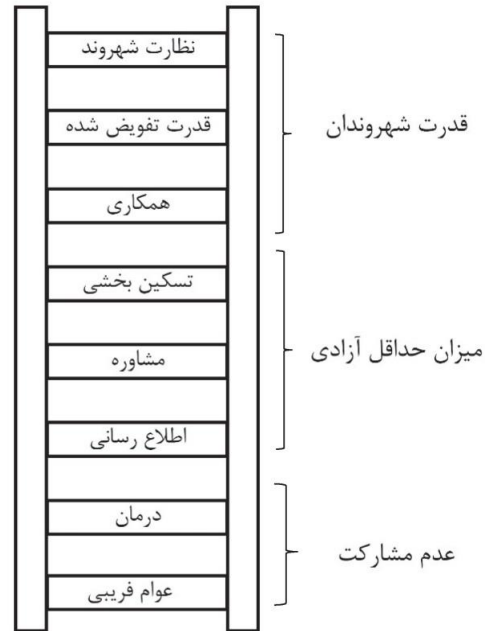 نظارت شهروند
قدرت تفویض شده
همکاری
تسکین بخشی
مشاوره
اطلاع رسانی
درمان
عوام فریبی
قدرت شهروندان
میزان حداقل آزادی
عدم مشارکت